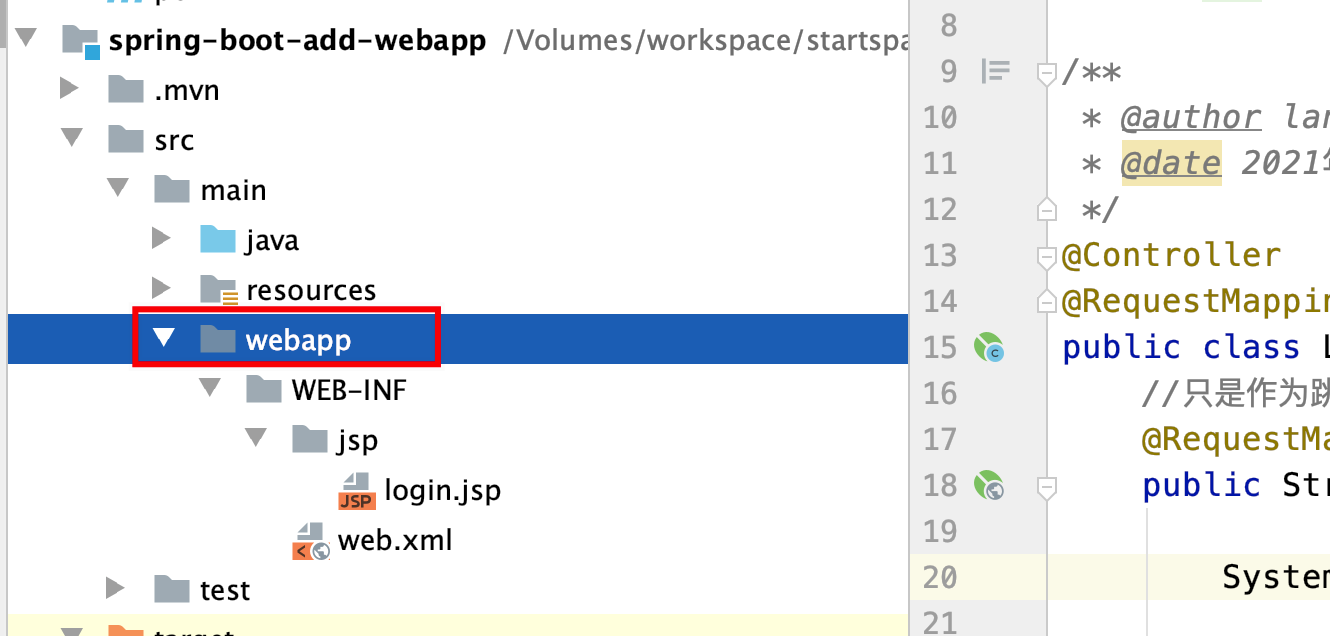 spring-boot-add-webapp /Volumes/workspace/startspa
.mvn
src
main
java
resources
webapp
WEB-INF
jsp
JSP login.jsp
web.xml
test
target
8
9 /**
10 * @author lar
11 * @date 2021
12 */
13 @Controller
14 @RequestMappin
15 public class
16 //只是作为跳
17 @RequestMa
18 public Str
19
20 System
21